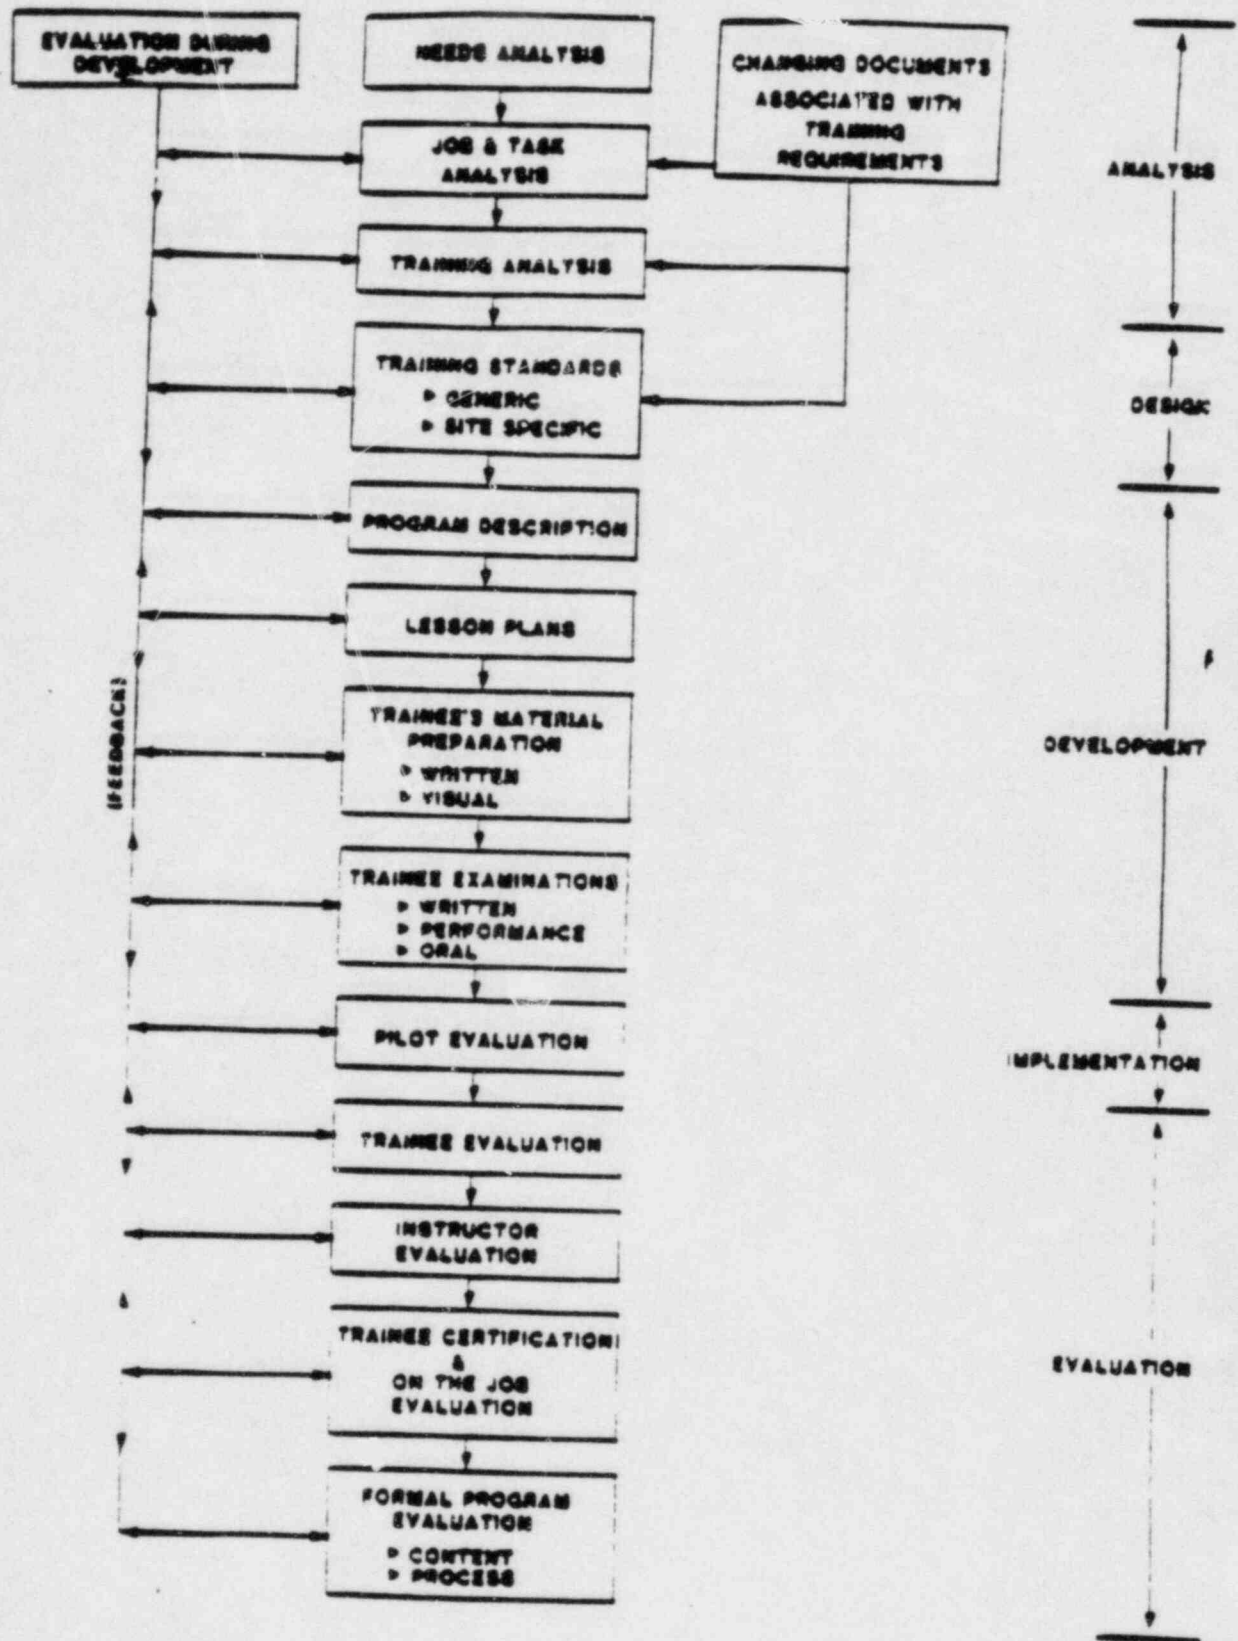 EVALUATION DURING
DEVELOPMENT
NEEDS ANALYSIS
CHANGING DOCUMENTS
ASSOCIATED WITH
TRAINING
REQUIREMENTS
JOB & TASK
ANALYSIS
TRAINING ANALYSIS
TRAINING STANDARDS
▷ GENERIC
▷ SITE SPECIFIC
PROGRAM DESCRIPTION
LESSON PLANS
TRAINEE'S MATERIAL
PREPARATION
▷ WRITTEN
▷ VISUAL
TRAINEE EXAMINATIONS
▷ WRITTEN
▷ PERFORMANCE
▷ ORAL
PILOT EVALUATION
TRAINEE EVALUATION
INSTRUCTOR
EVALUATION
TRAINEE CERTIFICATION
&
ON THE JOB
EVALUATION
FORMAL PROGRAM
EVALUATION
▷ CONTENT
▷ PROCESS
(FEEDBACK)
ANALYSIS
DESIGN
DEVELOPMENT
IMPLEMENTATION
EVALUATION